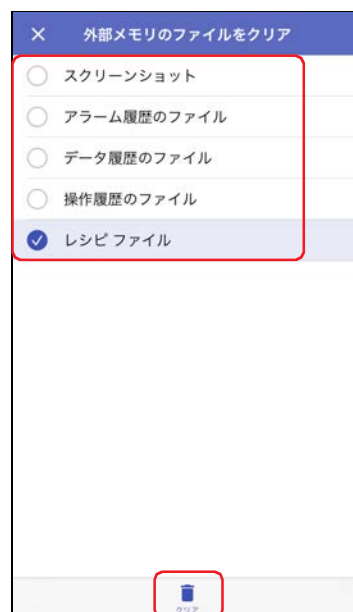 × 外部メモリのファイルをクリア
スクリーンショット
アラーム履歴のファイル
データ履歴のファイル
操作履歴のファイル
レシピ ファイル
クリア